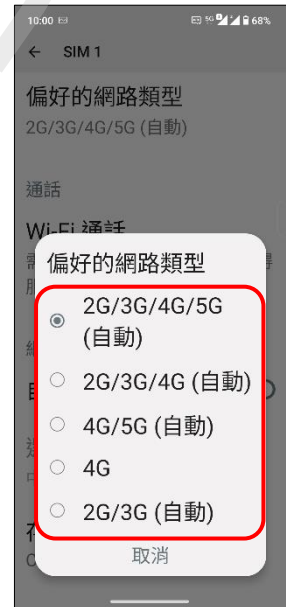 10:00 5G 68%
← SIM 1
偏好的網路類型
2G/3G/4G/5G (自動)
通話
Wi-Fi 通話
偏好的網路類型
2G/3G/4G/5G
(自動)
2G/3G/4G (自動)
4G/5G (自動)
4G
2G/3G (自動)
取消